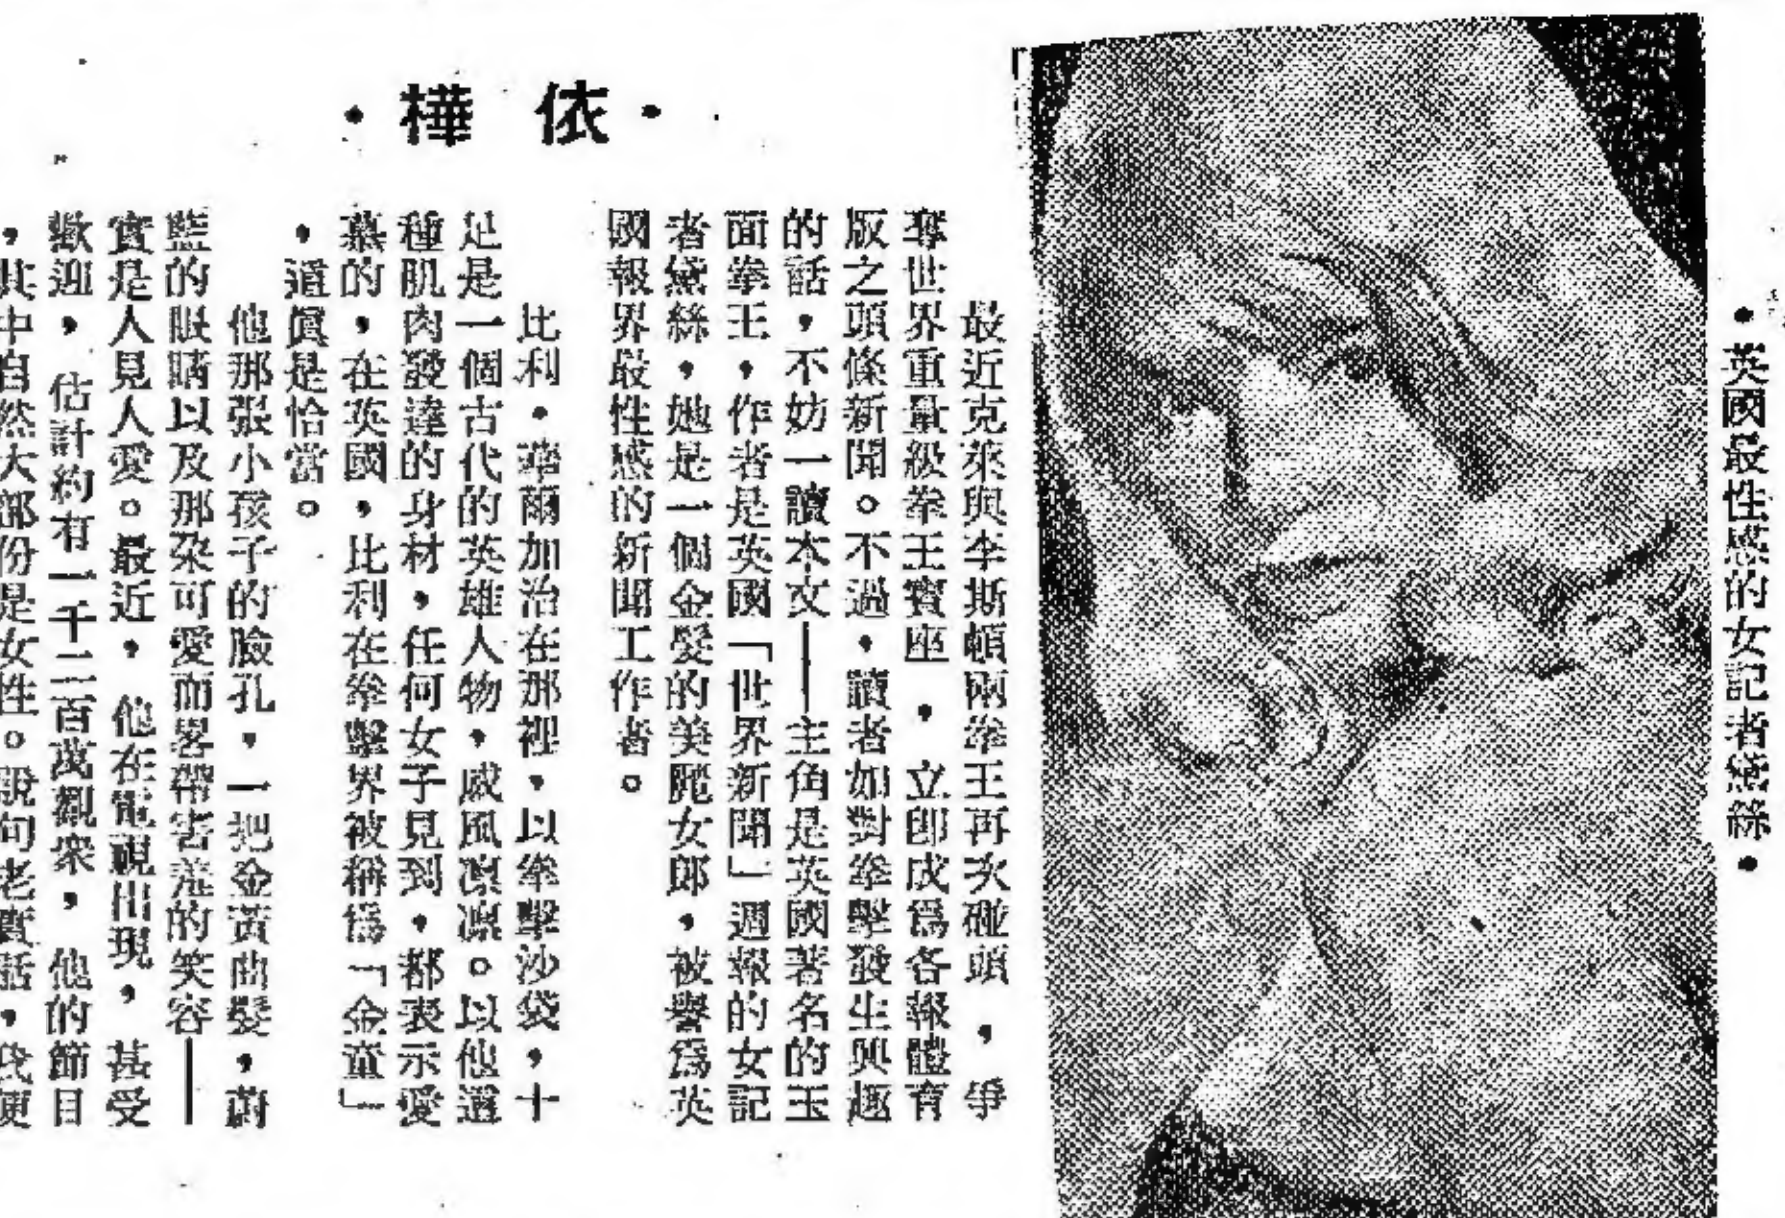 •英國最性感的女記者黛絲•
•依樺•
最近克萊與李斯頓兩拳王再次碰頭，爭
奪世界重量級拳王寶座，立卽成爲各報體育
版之頭條新聞。不過，讀者如對拳擊發生興趣
的話，不妨一讀本文——主角是英國著名的玉
面拳王，作者是英國「世界新聞」週報的女記
者黛絲，她是一個金髮的美麗女郎，被譽爲英
國報界最性感的新聞工作者。
比利•華爾加治在那裡，以拳擊沙袋，十
足是一個古代的英雄人物，威風凛凛。以他這
種肌肉發達的身材，任何女子見到，都表示愛
慕的，在英國，比利在拳擊界被稱爲「金童」
，這眞是恰當。
他那張小孩子的臉孔，一把金黃曲髮，蔚
藍的眼睛以及那朶可愛而畧帶害羞的笑容——
實是人見人愛。最近，他在電視出現，甚受
歡迎，估計約有一千二百萬觀衆，他的節目
，其中自然大部份是女性。說句老實話，我便